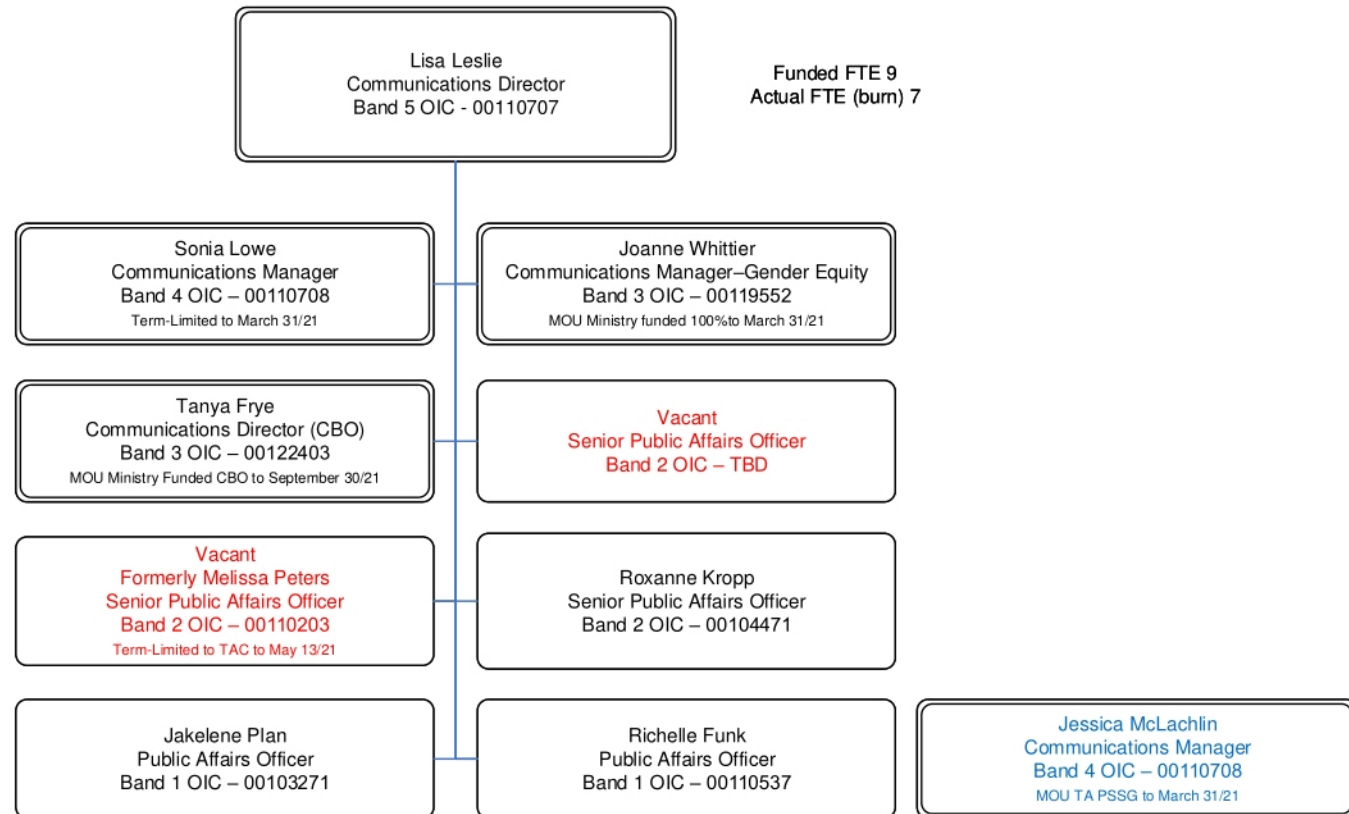 Lisa Leslie
Communications Director
Band 5 OIC - 00110707
Funded FTE 9
Actual FTE (burn) 7
Sonia Lowe
Communications Manager
Band 4 OIC – 00110708
Term-Limited to March 31/21
Joanne Whittier
Communications Manager–Gender Equity
Band 3 OIC – 00119552
MOU Ministry funded 100%to March 31/21
Tanya Frye
Communications Director (CBO)
Band 3 OIC – 00122403
MOU Ministry Funded CBO to September 30/21
Vacant
Senior Public Affairs Officer
Band 2 OIC – TBD
Vacant
Formerly Melissa Peters
Senior Public Affairs Officer
Band 2 OIC – 00110203
Term-Limited to TAC to May 13/21
Roxanne Kropp
Senior Public Affairs Officer
Band 2 OIC – 00104471
Jakelene Plan
Public Affairs Officer
Band 1 OIC – 00103271
Richelle Funk
Public Affairs Officer
Band 1 OIC – 00110537
Jessica McLachlin
Communications Manager
Band 4 OIC – 00110708
MOU TA PSSG to March 31/21